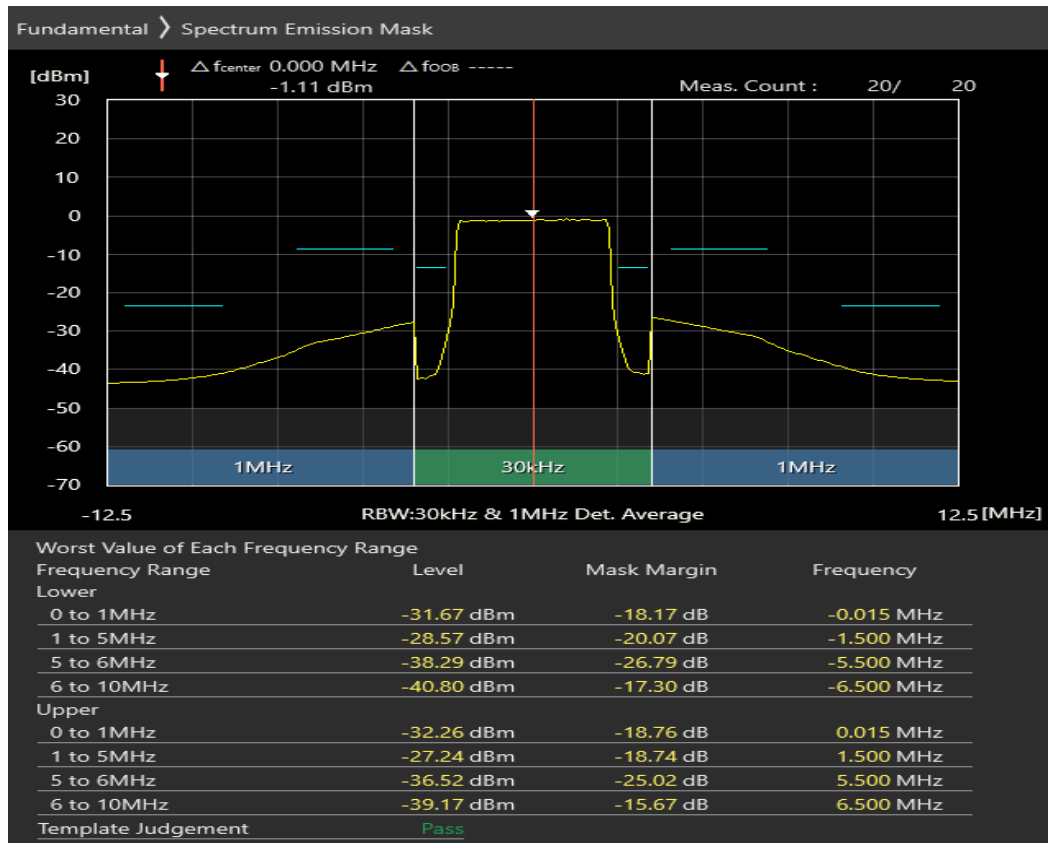 Fundamental ❯ Spectrum Emission Mask
[dBm] Δ fcenter 0.000 MHz Δ fOOB -----
-1.11 dBm Meas. Count : 20/ 20
30
20
10
0
-10
-20
-30
-40
-50
-60
1MHz 30kHz 1MHz
-70
-12.5 RBW:30kHz & 1MHz Det. Average 12.5 [MHz]
Worst Value of Each Frequency Range
Frequency Range Level Mask Margin Frequency
Lower
0 to 1MHz -31.67 dBm -18.17 dB -0.015 MHz
1 to 5MHz -28.57 dBm -20.07 dB -1.500 MHz
5 to 6MHz -38.29 dBm -26.79 dB -5.500 MHz
6 to 10MHz -40.80 dBm -17.30 dB -6.500 MHz
Upper
0 to 1MHz -32.26 dBm -18.76 dB 0.015 MHz
1 to 5MHz -27.24 dBm -18.74 dB 1.500 MHz
5 to 6MHz -36.52 dBm -25.02 dB 5.500 MHz
6 to 10MHz -39.17 dBm -15.67 dB 6.500 MHz
Template Judgement Pass